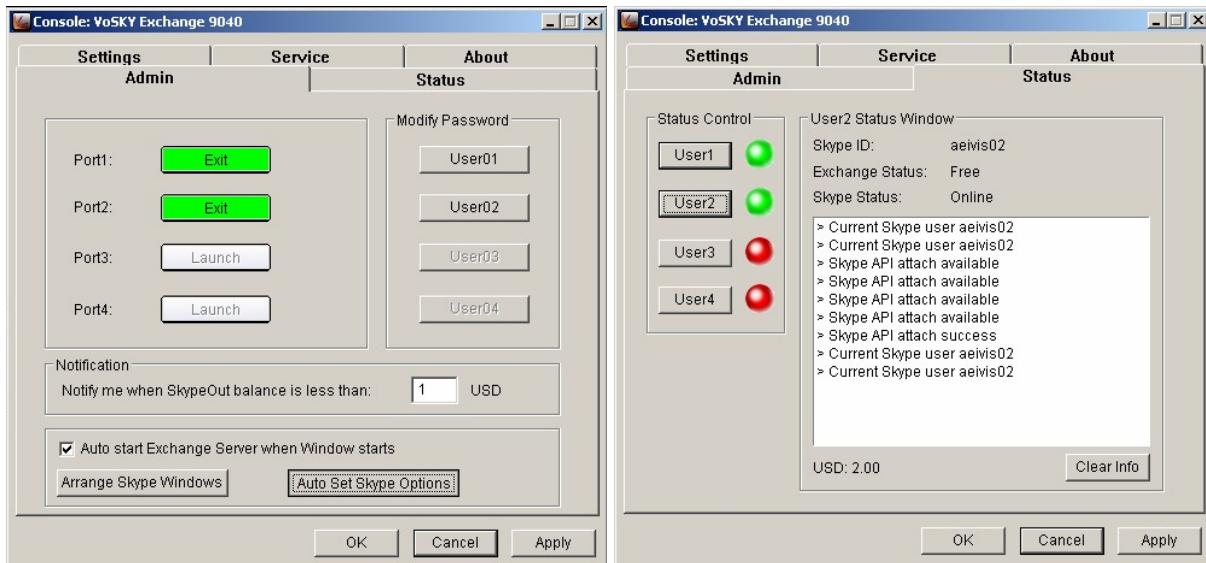 Console: VoSKY Exchange 9040
Settings Service About
Admin Status
Modify Password
Port1: Exit User01
Port2: Exit User02
Port3: Launch User03
Port4: Launch User04
Notification
Notify me when SkypeOut balance is less than: 1 USD
Auto start Exchange Server when Window starts
Arrange Skype Windows Auto Set Skype Options
OK Cancel Apply
Console: VoSKY Exchange 9040
Settings Service About
Admin Status
Status Control
User1
User2
User3
User4
User2 Status Window
Skype ID: aeivis02
Exchange Status: Free
Skype Status: Online
> Current Skype user aeivis02
> Current Skype user aeivis02
> Skype API attach available
> Skype API attach available
> Skype API attach available
> Skype API attach available
> Skype API attach success
> Current Skype user aeivis02
> Current Skype user aeivis02
USD: 2.00 Clear Info
OK Cancel Apply